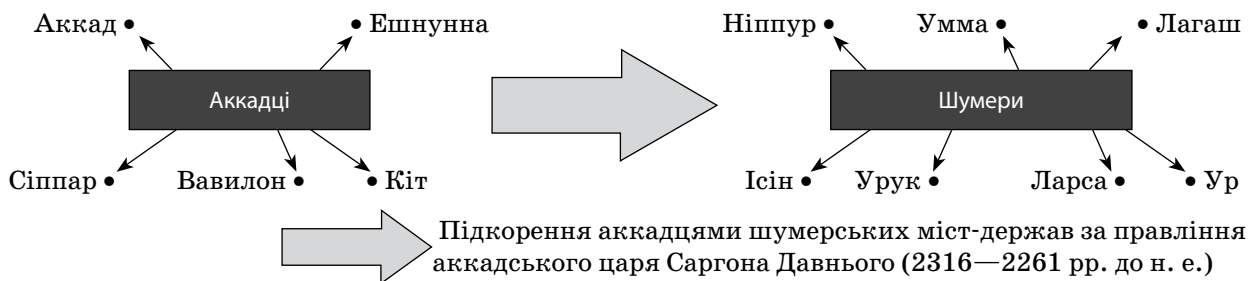 Аккад • • Ешнунна Ніппур • Умма • • Лагаш
Аккадці Шумери
Сіппар • Вавилон • • Кіт Ісін • Урук • Ларса • • Ур
Підкорення аккадцями шумерських міст-держав за правління
аккадського царя Саргона Давнього (2316—2261 рр. до н. е.)